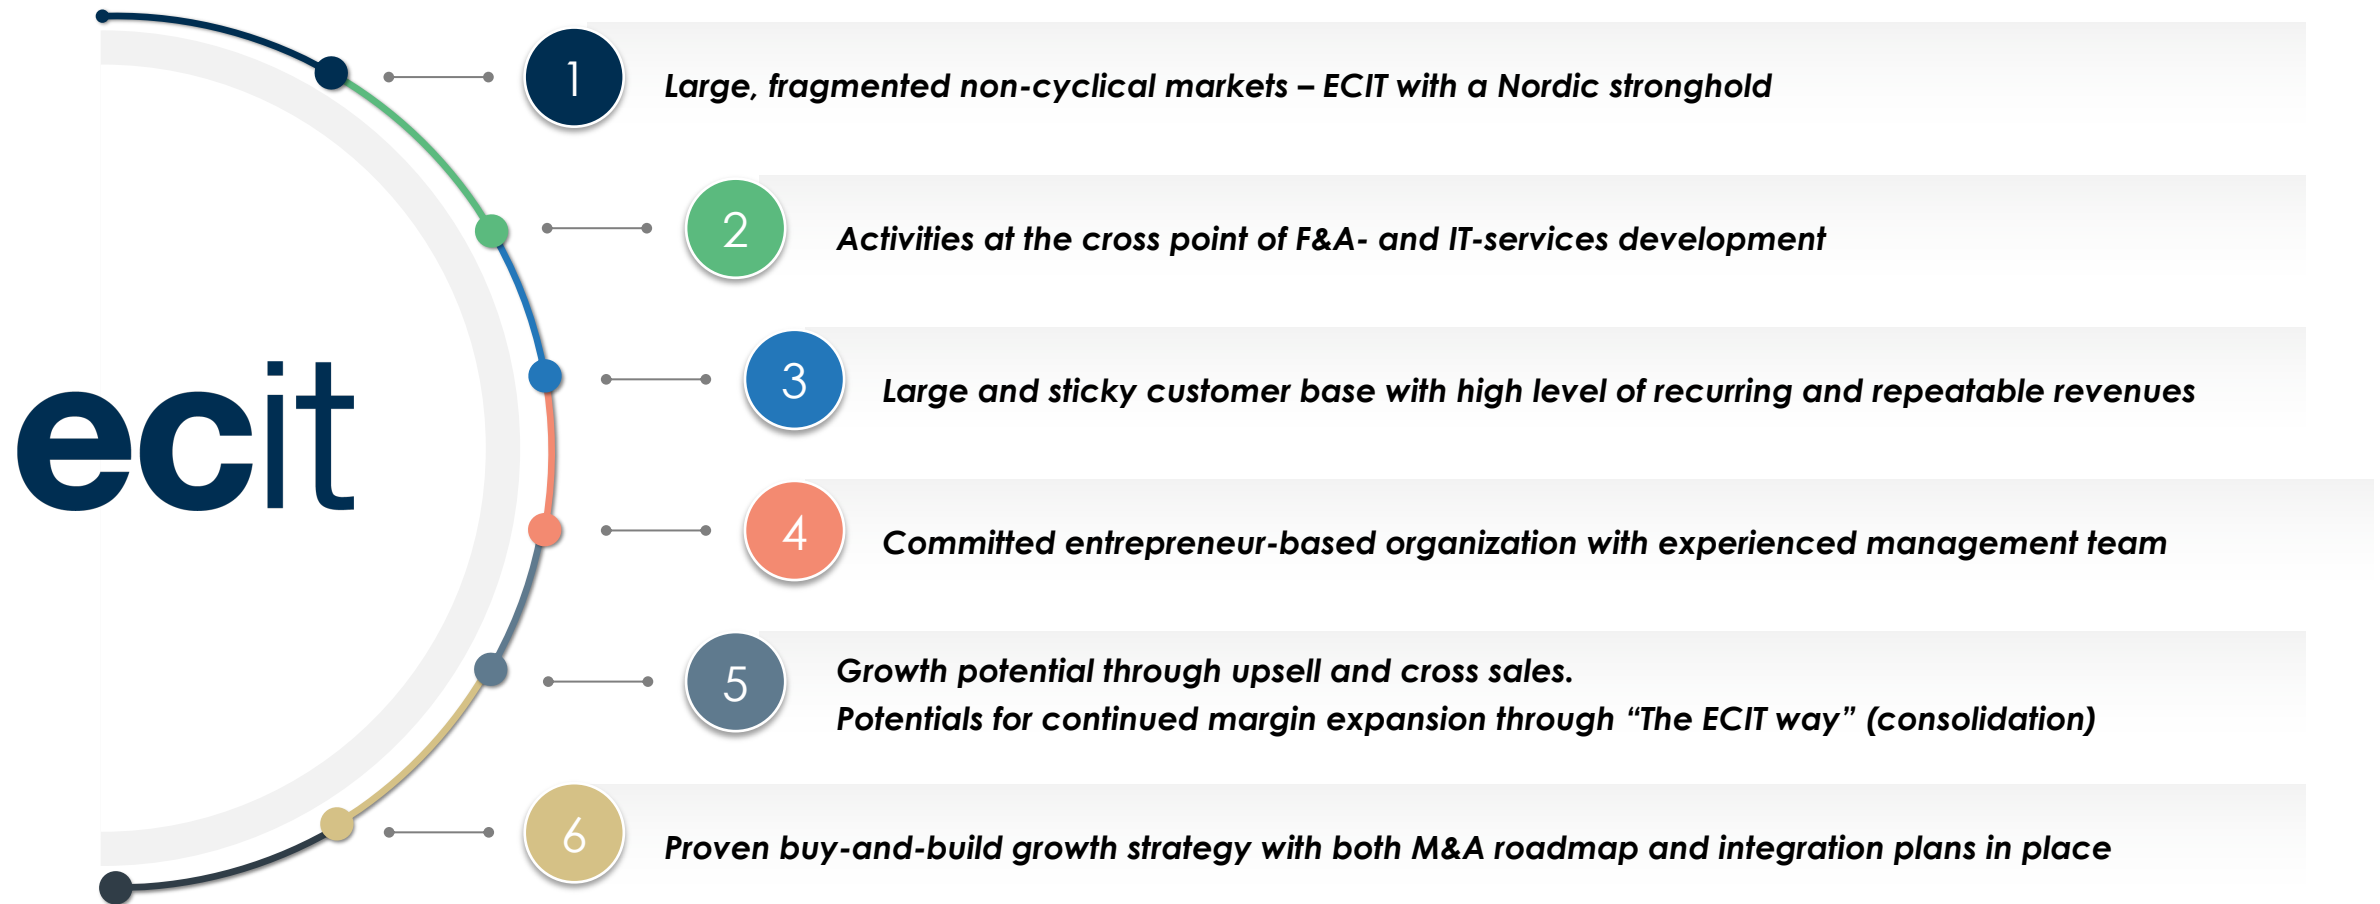 ecit
1
Large, fragmented non-cyclical markets – ECIT with a Nordic stronghold
2
Activities at the cross point of F&A- and IT-services development
3
Large and sticky customer base with high level of recurring and repeatable revenues
4
Committed entrepreneur-based organization with experienced management team
5
Growth potential through upsell and cross sales.
Potentials for continued margin expansion through “The ECIT way” (consolidation)
6
Proven buy-and-build growth strategy with both M&A roadmap and integration plans in place